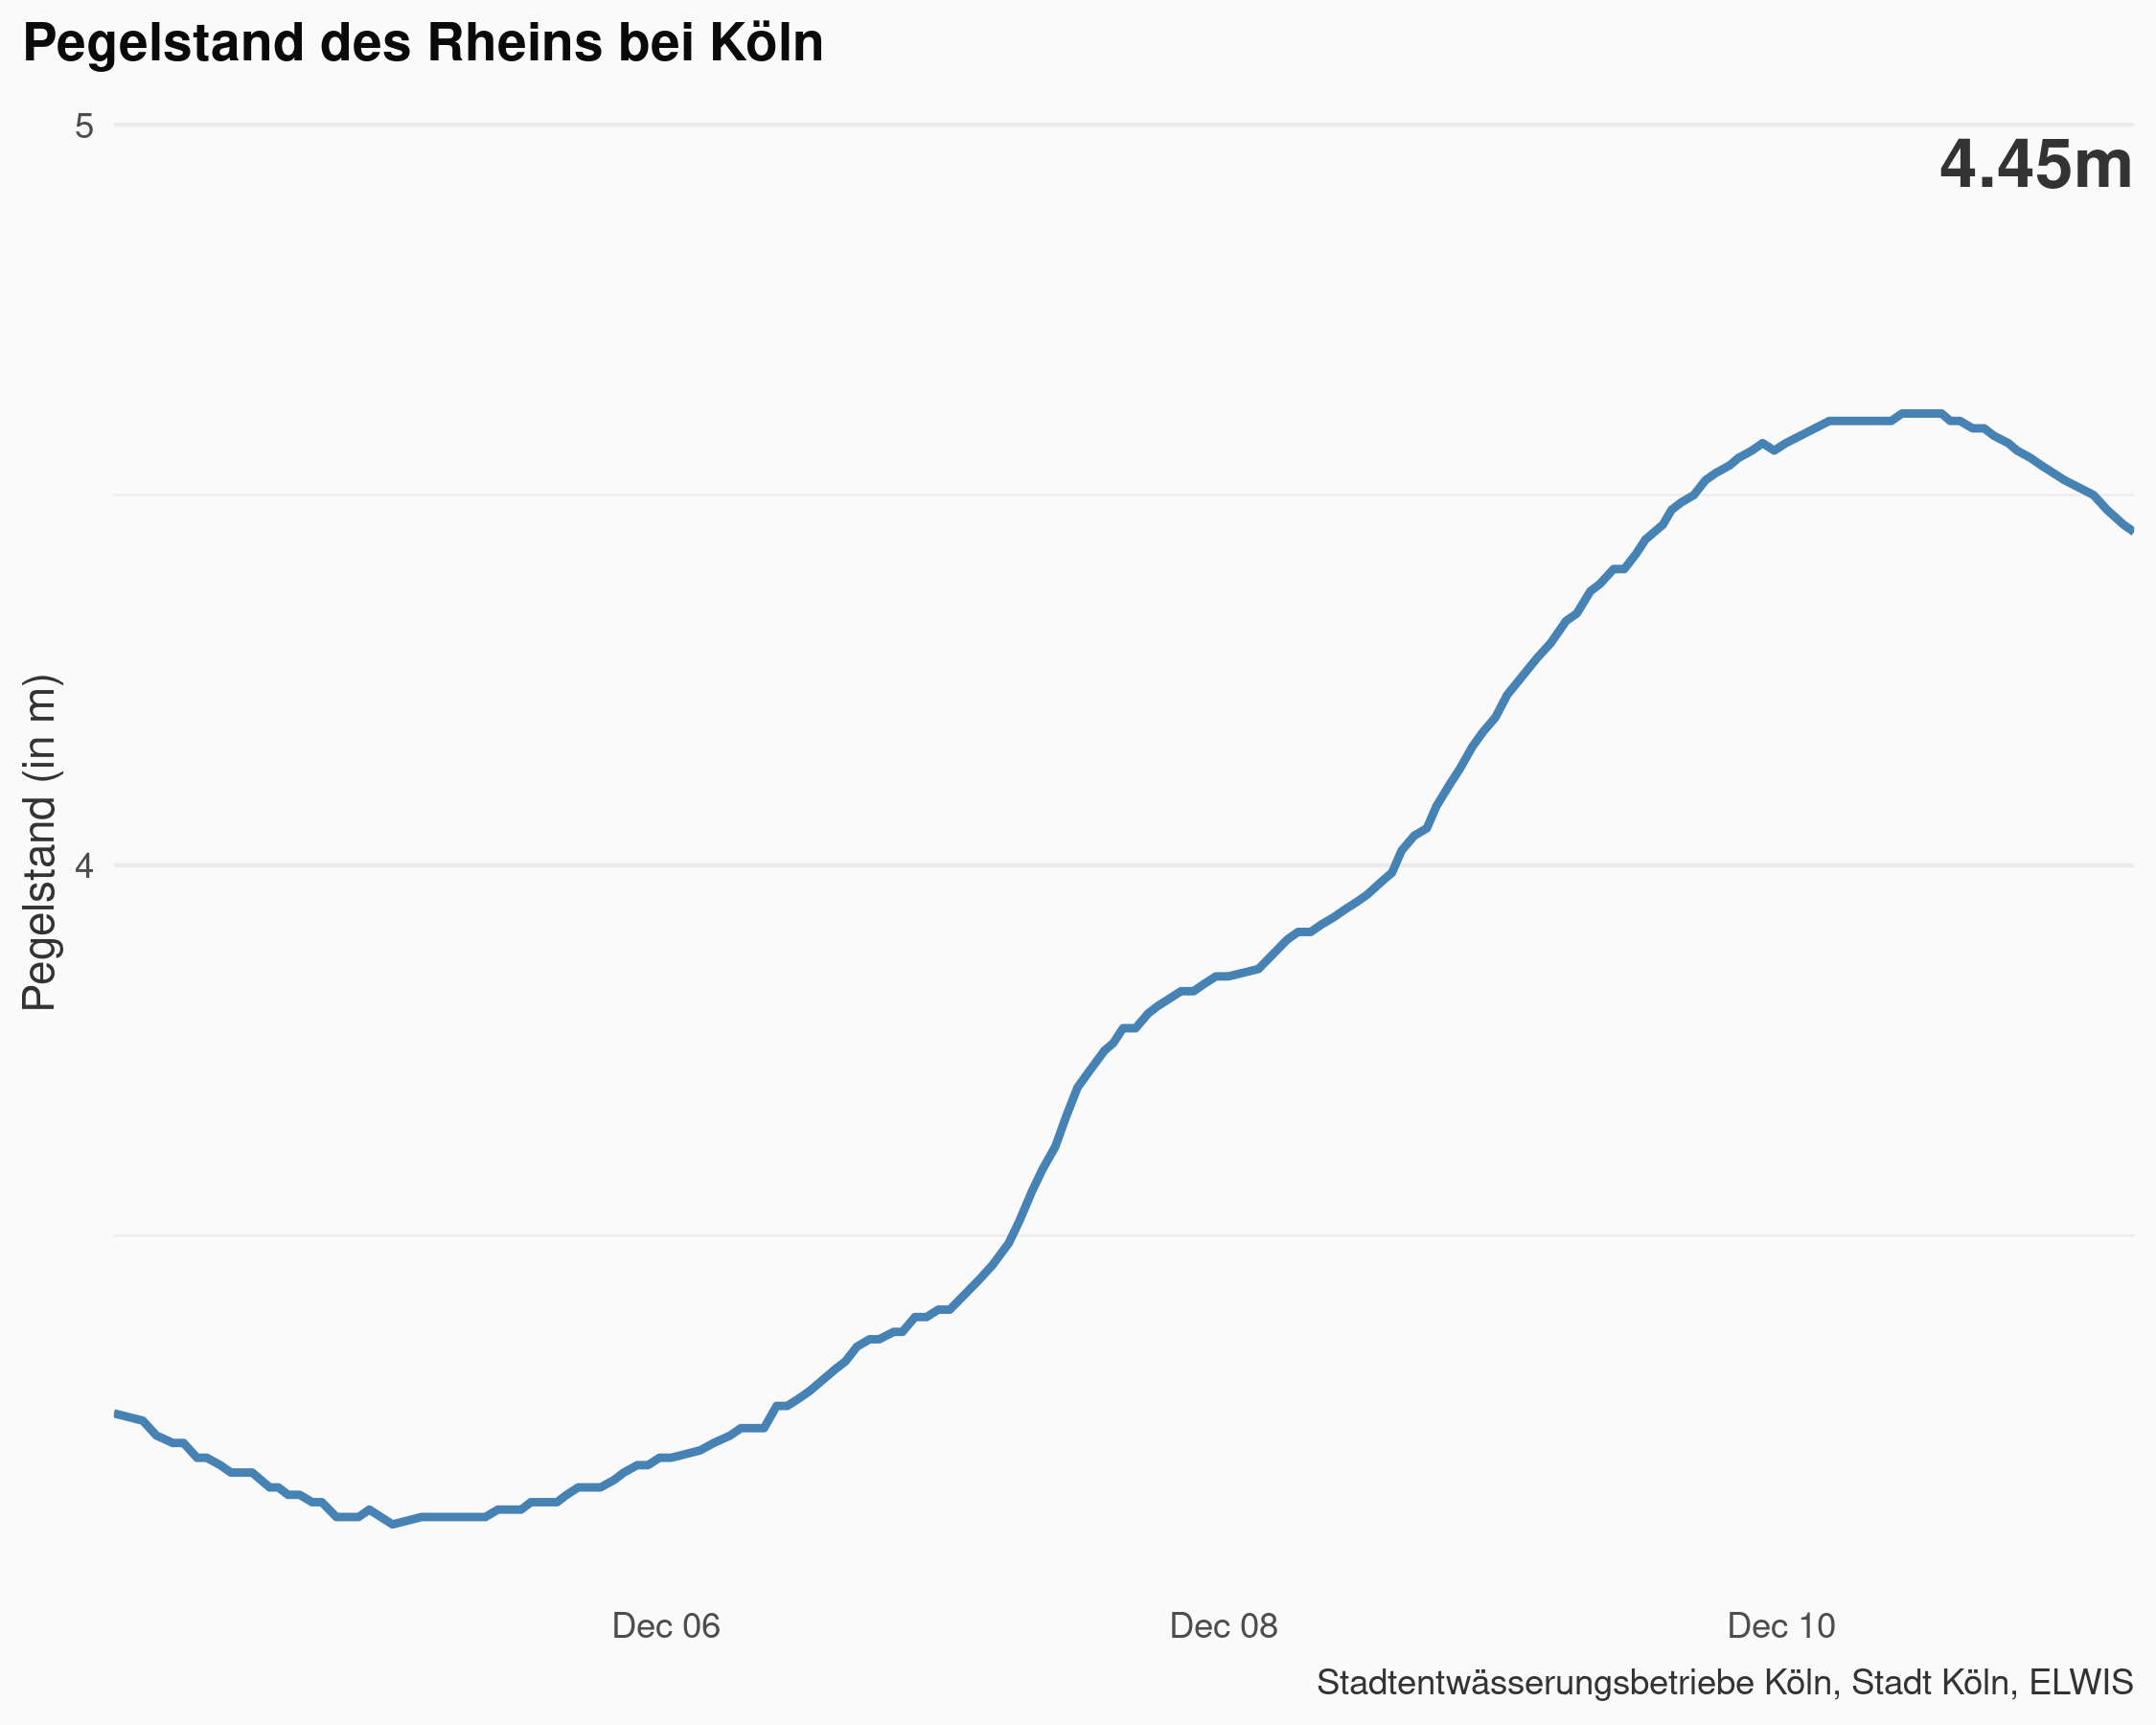 Pegelstand des Rheins bei Köln
5
4.45m
Pegelstand (in m)
4
Dec 06
Dec 08
Dec 10
Stadtentwässerungsbetriebe Köln, Stadt Köln, ELWIS